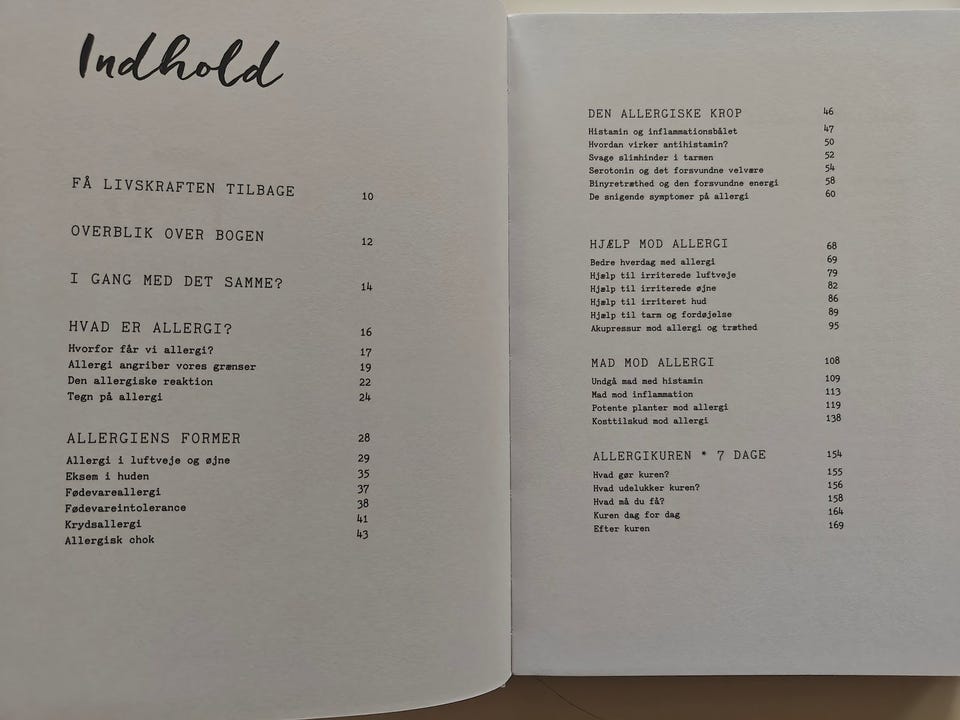 Indhold
FÅ LIVSKRAFTEN TILBAGE 10
OVERBLIK OVER BOGEN 12
I GANG MED DET SAMME? 14
HVAD ER ALLERGI? 16
Hvorfor får vi allergi? 17
Allergi angriber vores grænser 19
Den allergiske reaktion 22
Tegn på allergi 24
ALLERGIENS FORMER 28
Allergi i luftveje og øjne 29
Eksem i huden 35
Fødevareallergi 37
Fødevareintolerance 38
Krydsallergi 41
Allergisk chok 43
DEN ALLERGISKE KROP 46
Histamin og inflammationsbålet 47
Hvordan virker antihistamin? 50
Svage slimhinder i tarmen 52
Serotonin og det forsvundne velvære 54
Binyretræthed og den forsvundne energi 58
De snigende symptomer på allergi 60
HJÆLP MOD ALLERGI 68
Bedre hverdag med allergi 69
Hjælp til irriterede luftveje 79
Hjælp til irriterede øjne 82
Hjælp til irriteret hud 86
Hjælp til tarm og fordøjelse 89
Akupressur mod allergi og træthed 95
MAD MOD ALLERGI 108
Undgå mad med histamin 109
Mad mod inflammation 113
Potente planter mod allergi 119
Kosttilskud mod allergi 138
ALLERGIKUREN * 7 DAGE 154
Hvad gør kuren? 155
Hvad udelukker kuren? 156
Hvad må du få? 158
Kuren dag for dag 164
Efter kuren 169